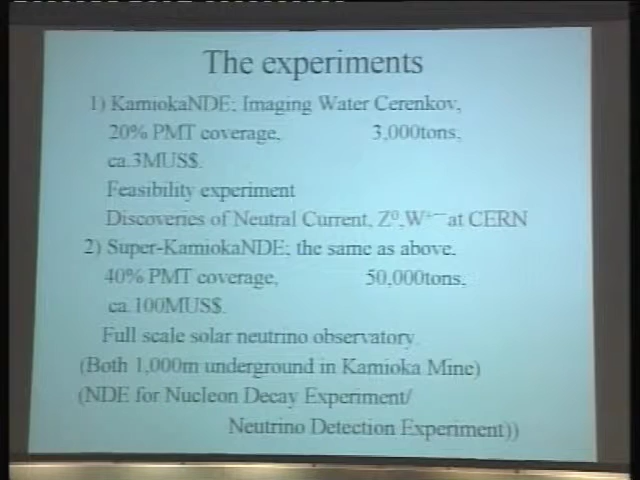 The experiments
1) KamiokaNDE; Imaging Water Cerenkov,
20% PMT coverage, 3,000tons,
ca.3MUS$.
Feasibility experiment
Discoveries of Neutral Current, Z⁰,W⁺⁻ at CERN
2) Super-KamiokaNDE; the same as above.
40% PMT coverage, 50,000tons,
ca.100MUS$.
Full scale solar neutrino observatory.
(Both 1,000m underground in Kamioka Mine)
(NDE for Nucleon Decay Experiment/
Neutrino Detection Experiment))